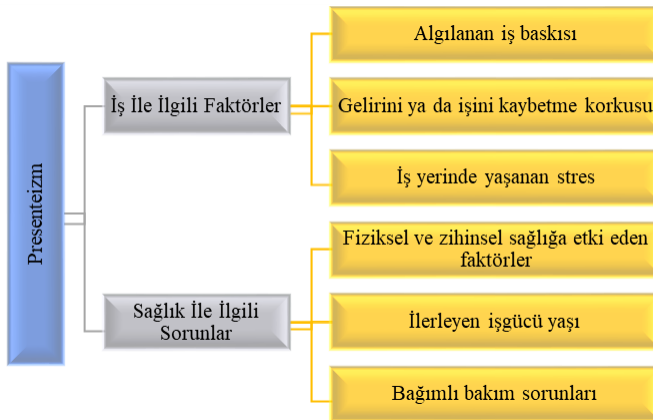 Presenteizm
İş İle İlgili Faktörler
Algılanan iş baskısı
Gelirini ya da işini kaybetme korkusu
İş yerinde yaşanan stres
Sağlık İle İlgili
Sorunlar
Fiziksel ve zihinsel sağlığa etki eden
faktörler
İlerleyen işgücü yaşı
Bağımlı bakım sorunları